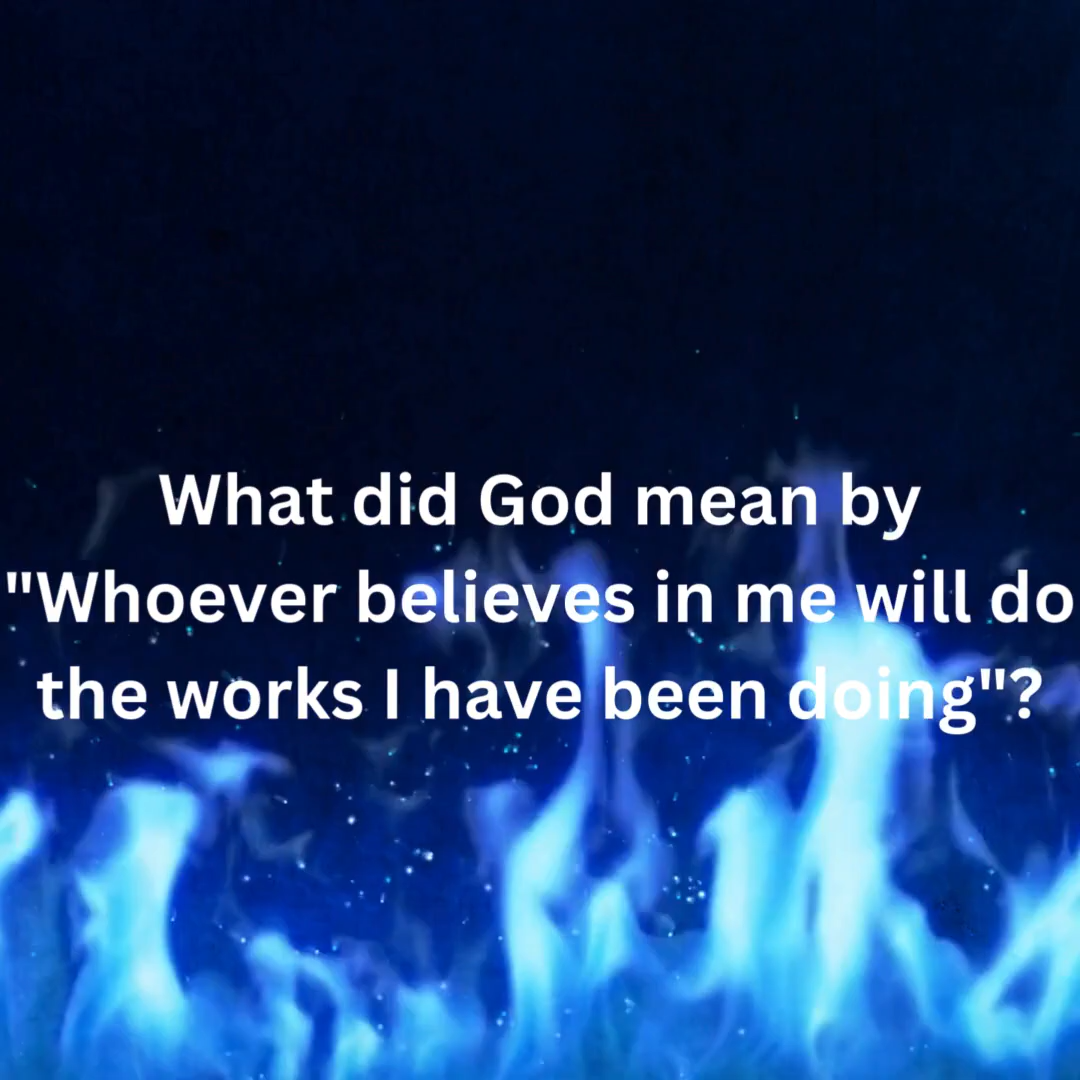 What did God mean by
"Whoever believes in me will do
the works I have been doing"?